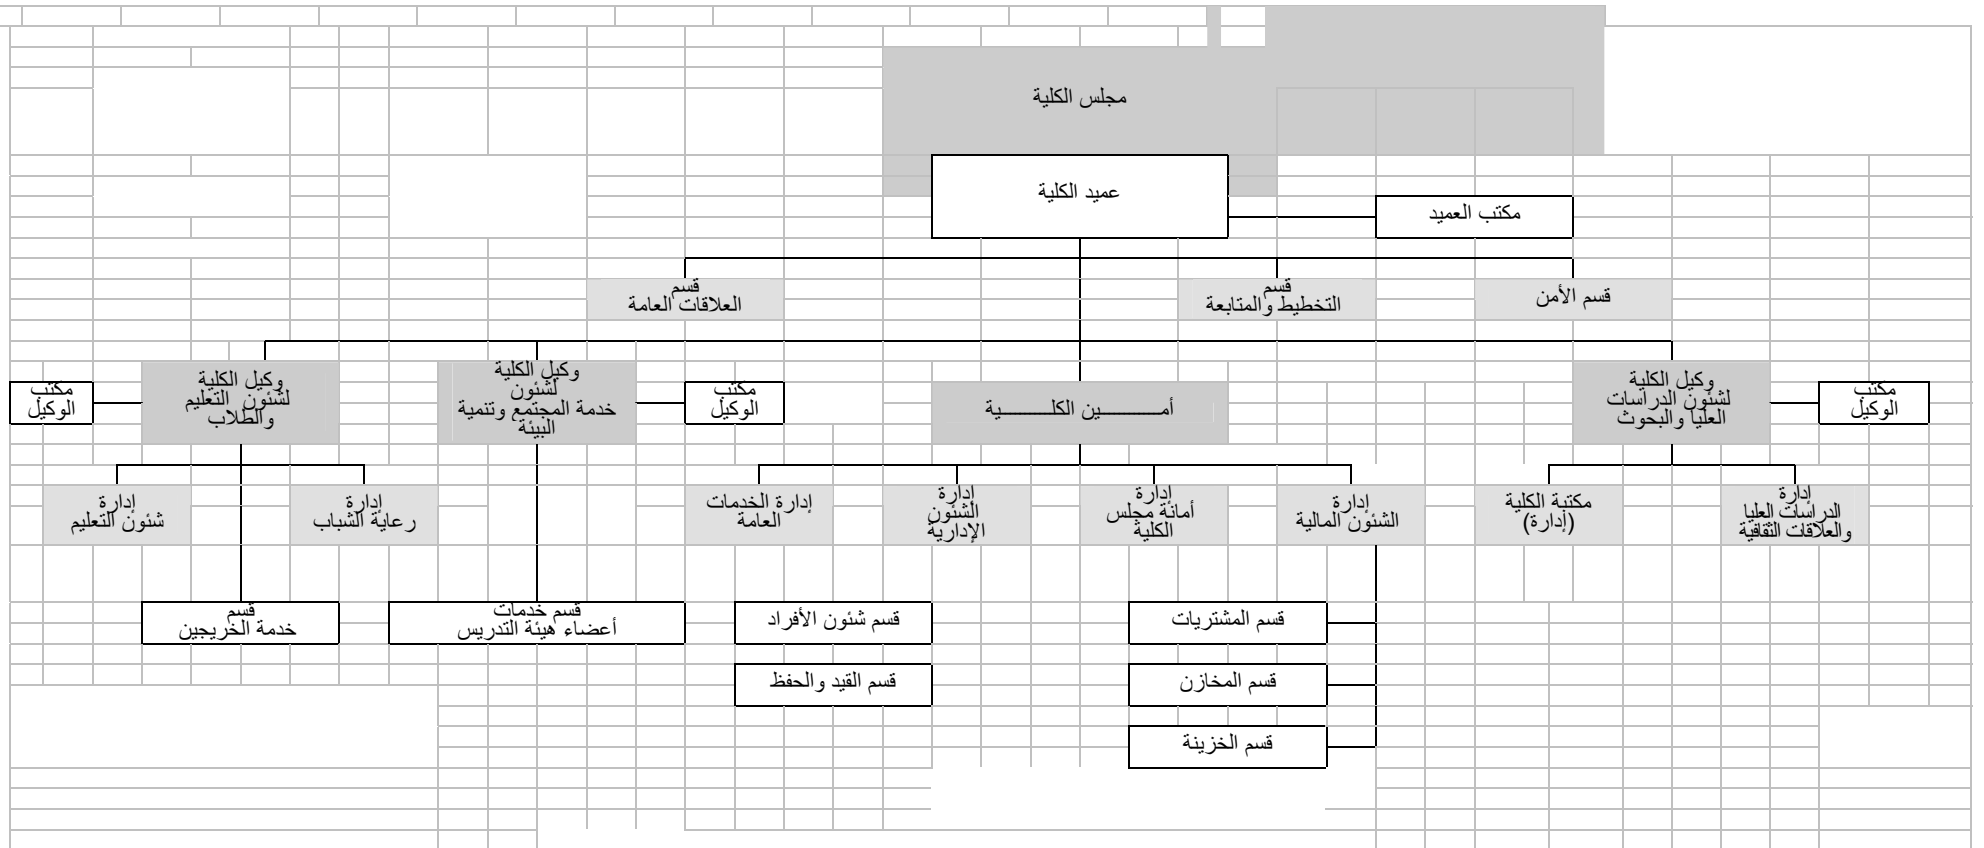 مجلس الكلية
عميد الكلية
مكتب العميد
قسم الأمن
قسم
التخطيط والمتابعة
قسم
العلاقات العامة
مكتب
الوكيل
وكيل الكلية
لشئون الدراسات
العليا والبحوث
أمـــــــــين الكلـــــــــية
مكتب
الوكيل
وكيل الكلية
لشئون
خدمة المجتمع وتنمية
البيئة
وكيل الكلية
لشئون التعليم
والطلاب
مكتب
الوكيل
إدارة
الدراسات العليا
والعلاقات الثقافية
مكتبة الكلية
(إدارة)
إدارة
الشئون المالية
إدارة
أمانة مجلس
الكلية
إدارة
الشئون
الإدارية
إدارة الخدمات
العامة
إدارة
رعاية الشباب
إدارة
شئون التعليم
قسم المشتريات
قسم شئون الأفراد
قسم خدمات
أعضاء هيئة التدريس
قسم
خدمة الخريجين
قسم المخازن
قسم القيد والحفظ
قسم الخزينة